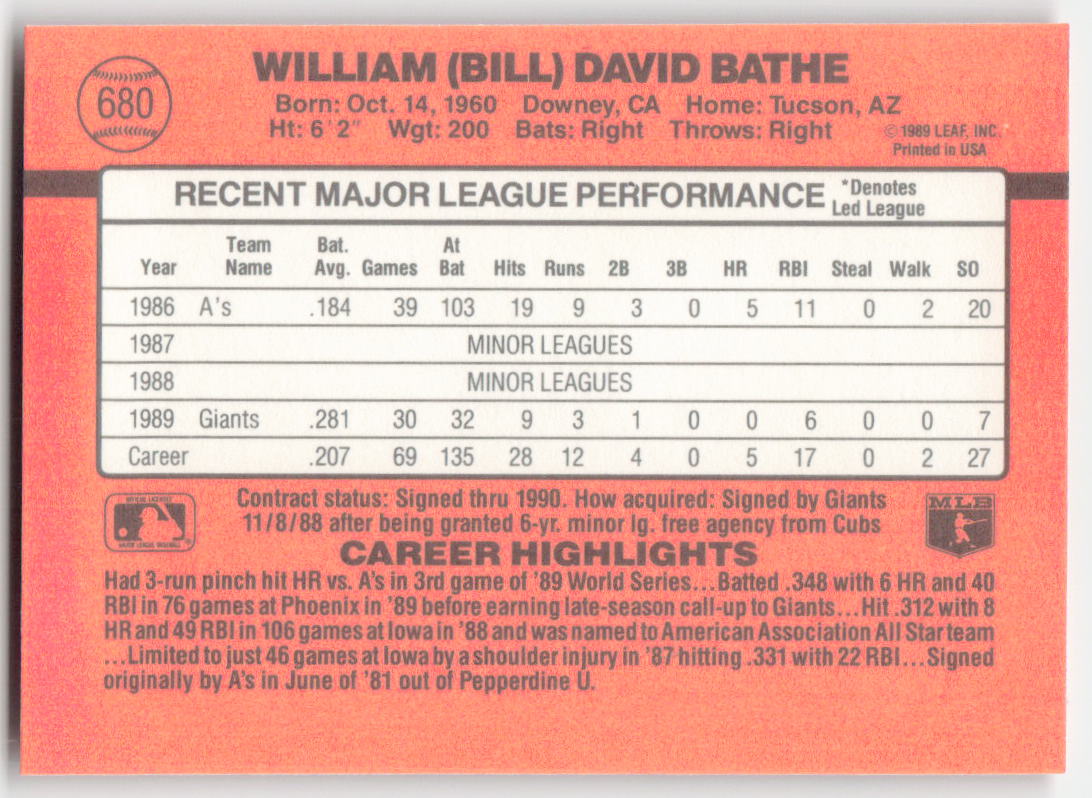 680
WILLIAM (BILL) DAVID BATHE
Born: Oct. 14, 1960 Downey, CA Home: Tucson, AZ
Ht: 6' 2" Wgt: 200 Bats: Right Throws: Right
© 1989 LEAF, INC.
Printed in USA
RECENT MAJOR LEAGUE PERFORMANCE *Denotes
Led League
Year Team Name Bat. Avg. Games At Bat Hits Runs 2B 3B HR RBI Steal Walk SO
1986 A's .184 39 103 19 9 3 0 5 11 0 2 20
1987 MINOR LEAGUES
1988 MINOR LEAGUES
1989 Giants .281 30 32 9 3 1 0 0 6 0 0 7
Career .207 69 135 28 12 4 0 5 17 0 2 27
OFFICIAL LICENSEE
MAJOR LEAGUE BASEBALL
Contract status: Signed thru 1990. How acquired: Signed by Giants
11/8/88 after being granted 6-yr. minor lg. free agency from Cubs
MLB
CAREER HIGHLIGHTS
Had 3-run pinch hit HR vs. A's in 3rd game of '89 World Series...Batted .348 with 6 HR and 40
RBI in 76 games at Phoenix in '89 before earning late-season call-up to Giants...Hit .312 with 8
HR and 49 RBI in 106 games at Iowa in '88 and was named to American Association All Star team
...Limited to just 46 games at Iowa by a shoulder injury in '87 hitting .331 with 22 RBI...Signed
originally by A's in June of '81 out of Pepperdine U.